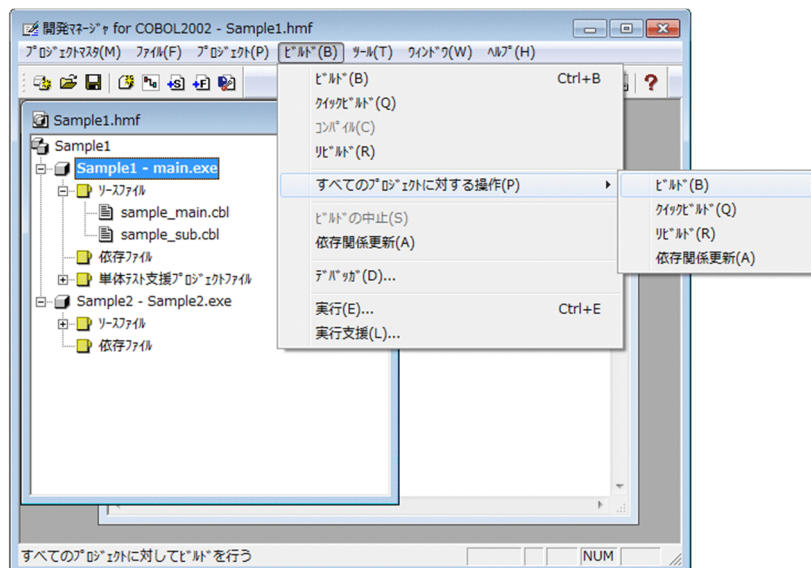 開発ﾏﾈｰｼﾞｬ for COBOL2002 - Sample1.hmf
ﾌﾟﾛｼﾞｪｸﾄﾏｽﾀ(M) ﾌｧｲﾙ(F) ﾌﾟﾛｼﾞｪｸﾄ(P) ﾋﾞﾙﾄﾞ(B) ﾂｰﾙ(T) ｳｨﾝﾄﾞｳ(W) ﾍﾙﾌﾟ(H)
ﾋﾞﾙﾄﾞ(B) Ctrl+B
ｸｲｯｸﾋﾞﾙﾄﾞ(Q)
ｺﾝﾊﾟｲﾙ(C)
ﾘﾋﾞﾙﾄﾞ(R)
すべてのﾌﾟﾛｼﾞｪｸﾄに対する操作(P)
ﾋﾞﾙﾄﾞの中止(S)
依存関係更新(A)
ﾃﾞﾊﾞｯｶﾞ(D)...
実行(E)... Ctrl+E
実行支援(L)...
ﾋﾞﾙﾄﾞ(B)
ｸｲｯｸﾋﾞﾙﾄﾞ(Q)
ﾘﾋﾞﾙﾄﾞ(R)
依存関係更新(A)
Sample1.hmf
Sample1
Sample1 - main.exe
ｿｰｽﾌｧｲﾙ
sample_main.cbl
sample_sub.cbl
依存ﾌｧｲﾙ
単体ﾃｽﾄ支援ﾌﾟﾛｼﾞｪｸﾄﾌｧｲﾙ
Sample2 - Sample2.exe
ｿｰｽﾌｧｲﾙ
依存ﾌｧｲﾙ
すべてのﾌﾟﾛｼﾞｪｸﾄに対してﾋﾞﾙﾄﾞを行う NUM